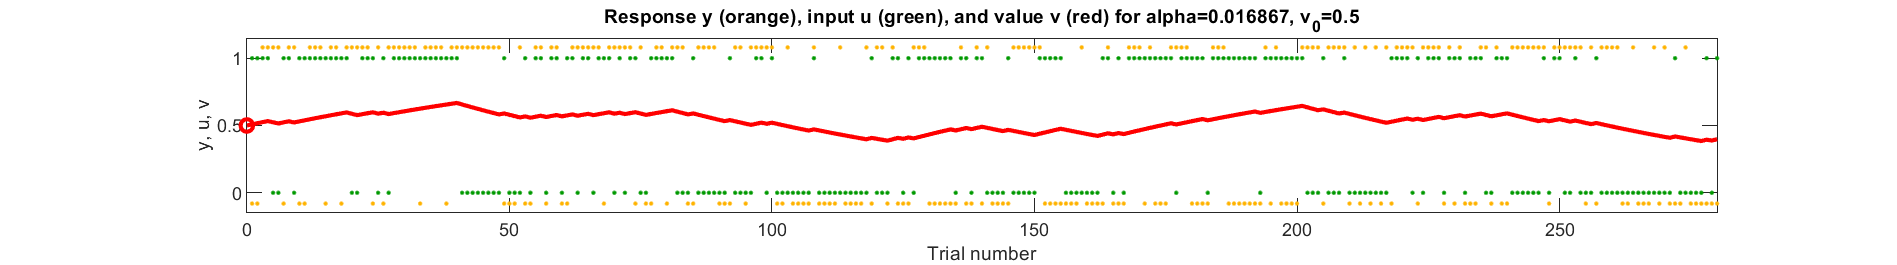 Response y (orange), input u (green), and value v (red) for alpha=0.016867, v0=0.5
1
0.5
0
y, u, v
0 50 100 150 200 250
Trial number